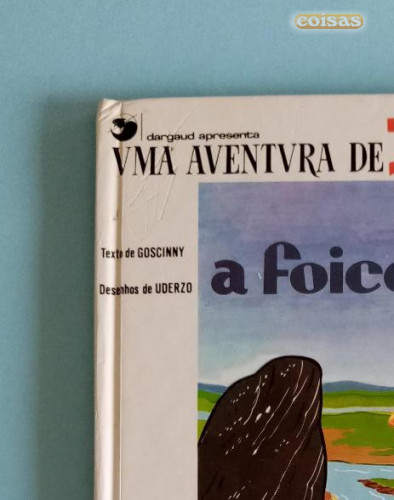 coisas
dargaud apresenta
VMA AVENTVRA DE
Texto de GOSCINNY
Desenhos de UDERZO
a foice